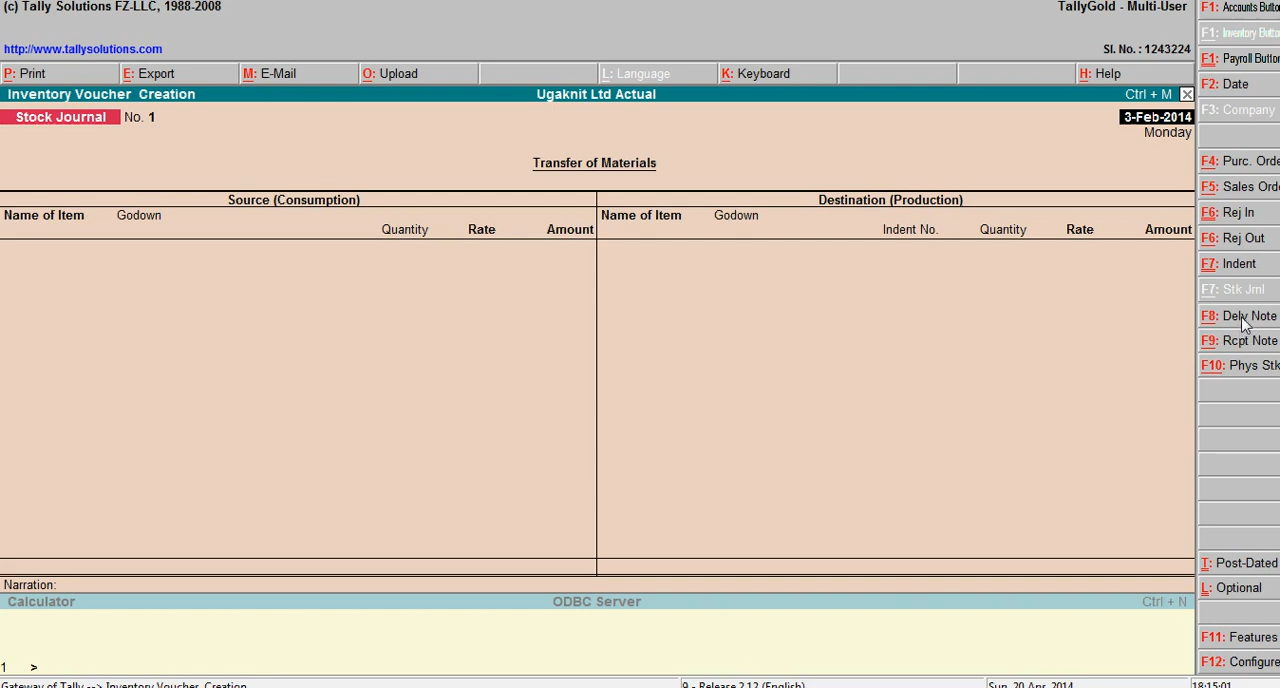 (c) Tally Solutions FZ-LLC, 1988-2008
TallyGold - Multi-User
http://www.tallysolutions.com
Sl. No. : 1243224
P: Print E: Export M: E-Mail O: Upload L: Language K: Keyboard H: Help
Inventory Voucher Creation Ugaknit Ltd Actual Ctrl + M
Stock Journal No. 1 3-Feb-2014
Monday
Transfer of Materials
Source (Consumption) Destination (Production)
Name of Item Godown Name of Item Godown
Quantity Rate Amount Indent No. Quantity Rate Amount
Narration:
Calculator ODBC Server Ctrl + N
1 >
Gateway of Tally --> Inventory Voucher Creation 9 - Release 2.12 (English) Sun, 20 Apr, 2014 18:15:01
F1: Accounts Butto
F1: Inventory Butto
F1: Payroll Button
F2: Date
F3: Company
F4: Purc. Orde
F5: Sales Orde
F6: Rej In
F6: Rej Out
F7: Indent
F7: Stk Jrnl
F8: Delv Note
F9: Rcpt Note
F10: Phys Stk
T: Post-Dated
L: Optional
F11: Features
F12: Configure